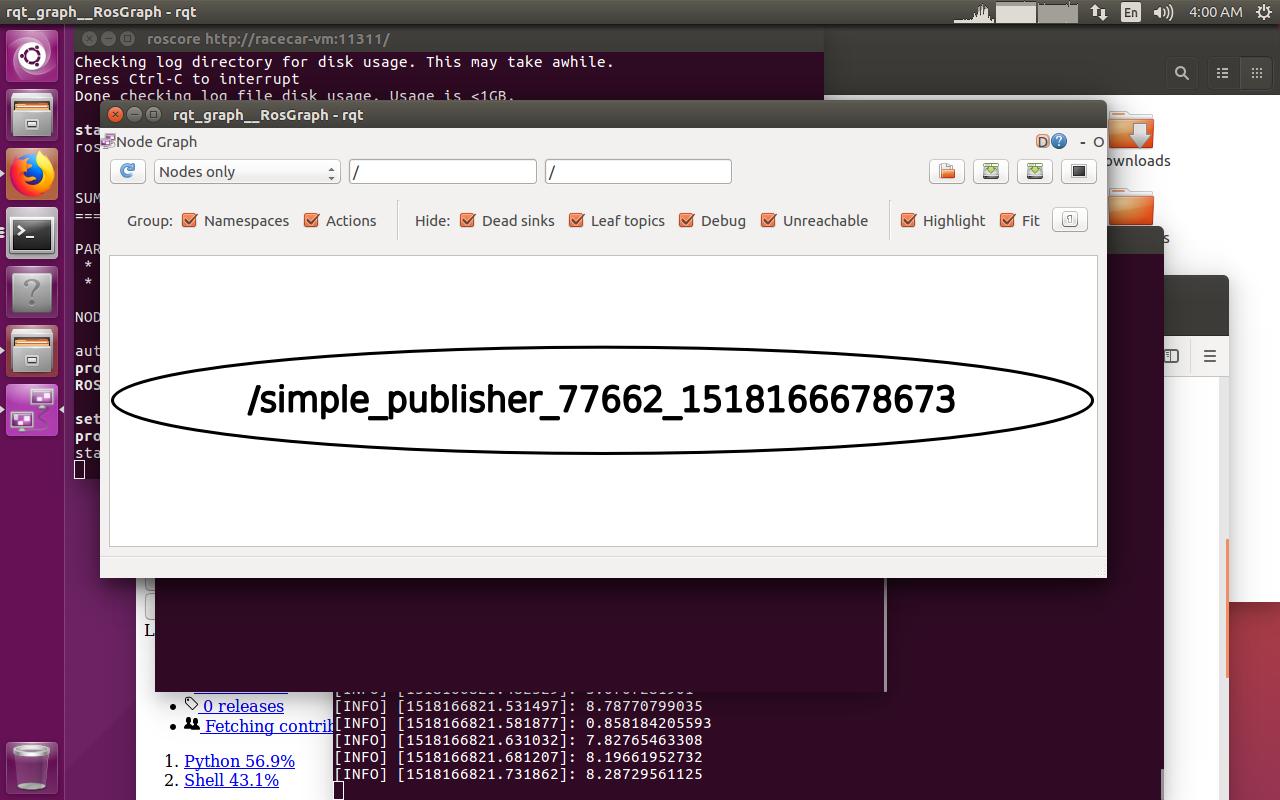 rqt_graph__RosGraph - rqt
En
4:00 AM
roscore http://racecar-vm:11311/
Checking log directory for disk usage. This may take awhile.
Press Ctrl-C to interrupt
Done checking log file disk usage. Usage is <1GB.
sta
ros
SUM
===
PAR
*
*
NOD
aut
pro
ROS
set
pro
sta
rqt_graph__RosGraph - rqt
Node Graph
D
?
- O
Nodes only
/
/
Group:
Namespaces
Actions
Hide:
Dead sinks
Leaf topics
Debug
Unreachable
Highlight
Fit
/simple_publisher_77662_1518166678673
ownloads
s
L
0 releases
Fetching contrib
1. Python 56.9%
2. Shell 43.1%
[INFO] [1518166821.531497]: 8.78770799035
[INFO] [1518166821.581877]: 0.858184205593
[INFO] [1518166821.631032]: 7.82765463308
[INFO] [1518166821.681207]: 8.19661952732
[INFO] [1518166821.731862]: 8.28729561125